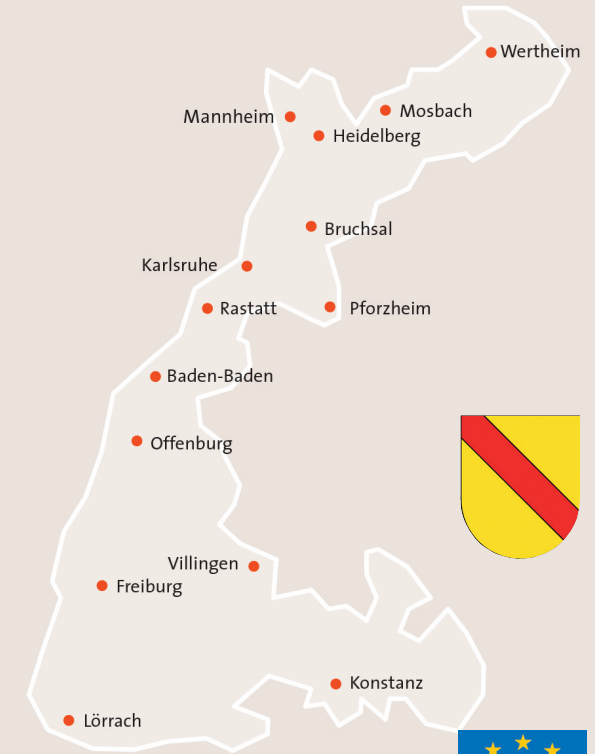 Wertheim
Mosbach
Mannheim
Heidelberg
Bruchsal
Karlsruhe
Rastatt
Pforzheim
Baden-Baden
Offenburg
Villingen
Freiburg
Konstanz
Lörrach